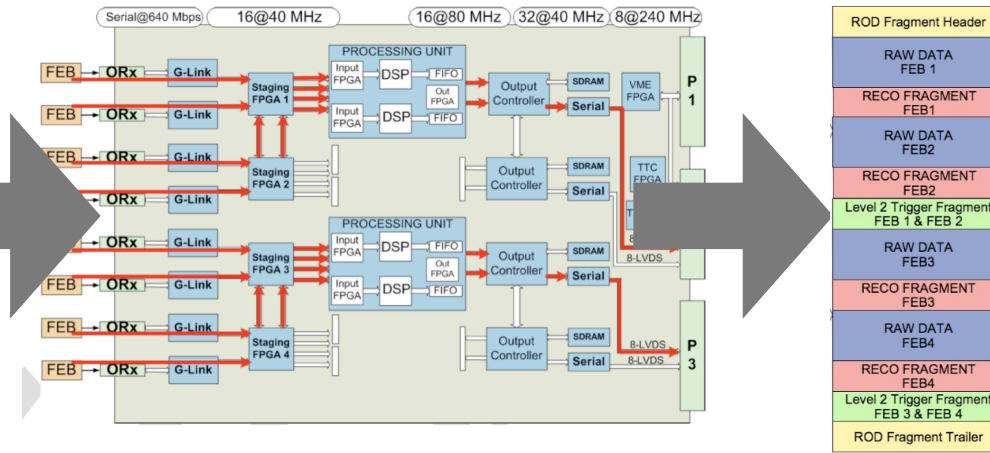 Serial@640 Mbps
16@40 MHz
16@80 MHz
32@40 MHz
8@240 MHz
FEB
ORx
G-Link
FEB
ORx
G-Link
FEB
ORx
G-Link
ORx
G-Link
FEB
ORx
G-Link
FEB
ORx
G-Link
FEB
ORx
G-Link
FEB
ORx
G-Link
Staging
FPGA 1
Staging
FPGA 2
Staging
FPGA 3
Staging
FPGA 4
PROCESSING UNIT
Input
FPGA
DSP
FIFO
Out
FPGA
Input
FPGA
DSP
FIFO
PROCESSING UNIT
Input
FPGA
DSP
FIFO
Out
FPGA
Input
FPGA
DSP
FIFO
Output
Controller
SDRAM
Serial
Output
Controller
SDRAM
Serial
Output
Controller
SDRAM
Serial
Output
Controller
SDRAM
Serial
VME
FPGA
TTC
FPGA
8-LVDS
8-LVDS
P
1
P
3
ROD Fragment Header
RAW DATA
FEB 1
RECO FRAGMENT
FEB1
RAW DATA
FEB2
RECO FRAGMENT
FEB2
Level 2 Trigger Fragment
FEB 1 & FEB 2
RAW DATA
FEB3
RECO FRAGMENT
FEB3
RAW DATA
FEB4
RECO FRAGMENT
FEB4
Level 2 Trigger Fragment
FEB 3 & FEB 4
ROD Fragment Trailer